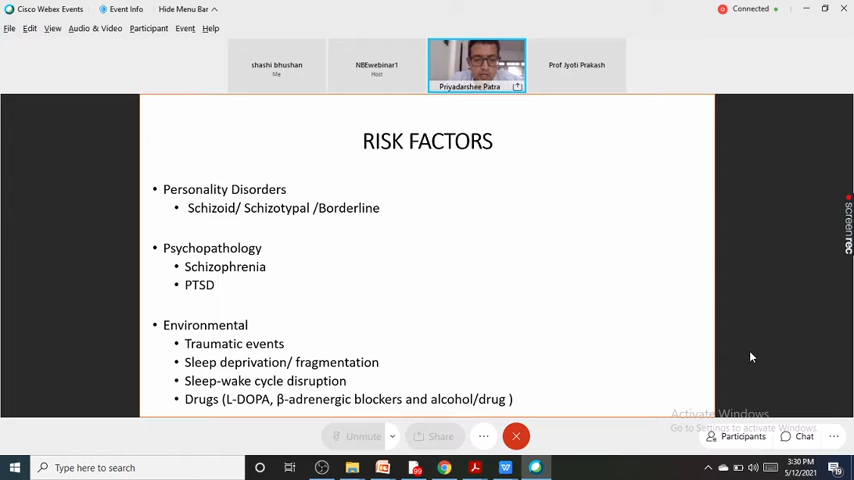 Cisco Webex Events
Event Info
Hide Menu Bar
Connected
File Edit View Audio & Video Participant Event Help
shashi bhushan
Me
NBEwebinar1
Host
Priyadarshee Patra
Prof Jyoti Prakash
RISK FACTORS
• Personality Disorders
• Schizoid/ Schizotypal /Borderline
• Psychopathology
• Schizophrenia
• PTSD
• Environmental
• Traumatic events
• Sleep deprivation/ fragmentation
• Sleep-wake cycle disruption
• Drugs (L-DOPA, β-adrenergic blockers and alcohol/drug )
screenrec
Activate Windows
Go to Settings to activate Windows.
Unmute
Share
Participants
Chat
Type here to search
99
3:30 PM
5/12/2021
19